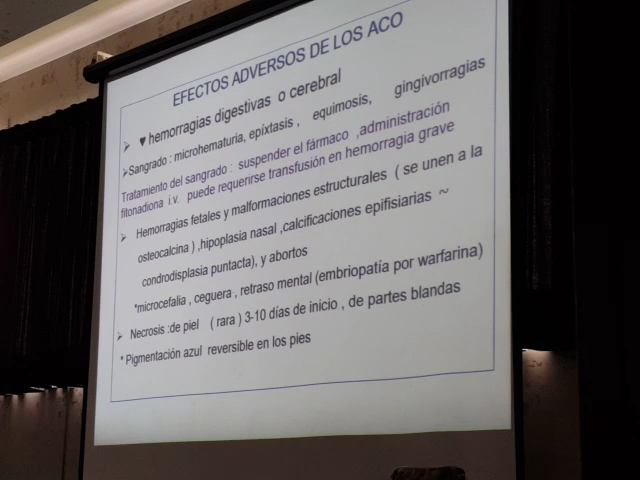 EFECTOS ADVERSOS DE LOS ACO
➢ ♥ hemorragias digestivas o cerebral
➢Sangrado : microhematuria, epixtasis , equimosis, gingivorragias
Tratamiento del sangrado : suspender el fármaco ,administración
fitonadiona i.v. puede requerirse transfusión en hemorragia grave
➢ Hemorragias fetales y malformaciones estructurales ( se unen a la
osteocalcina ) ,hipoplasia nasal ,calcificaciones epifisiarias ~
condrodisplasia puntacta), y abortos
*microcefalia , ceguera , retraso mental (embriopatía por warfarina)
➢ Necrosis :de piel ( rara ) 3-10 días de inicio , de partes blandas
* Pigmentación azul reversible en los pies